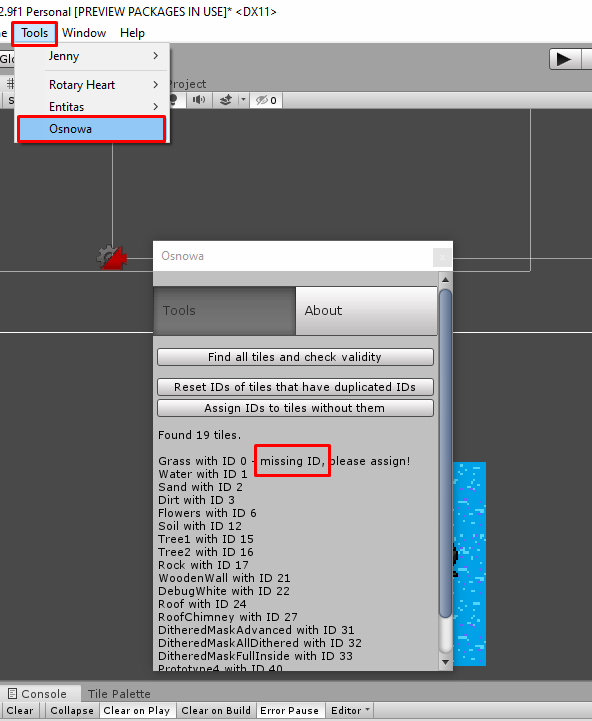 2.9f1 Personal [PREVIEW PACKAGES IN USE]* <DX11>
Tools Window Help
Jenny
Rotary Heart
Entitas
Osnowa
roject
0
Osnowa
x
Tools About
Find all tiles and check validity
Reset IDs of tiles that have duplicated IDs
Assign IDs to tiles without them
Found 19 tiles.
Grass with ID 0 - missing ID, please assign!
Water with ID 1
Sand with ID 2
Dirt with ID 3
Flowers with ID 6
Soil with ID 12
Tree1 with ID 15
Tree2 with ID 16
Rock with ID 17
WoodenWall with ID 21
DebugWhite with ID 22
Roof with ID 24
RoofChimney with ID 27
DitheredMaskAdvanced with ID 31
DitheredMaskAllDithered with ID 32
DitheredMaskFullInside with ID 33
Prototype4 with ID 40
Console Tile Palette
Clear Collapse Clear on Play Clear on Build Error Pause Editor